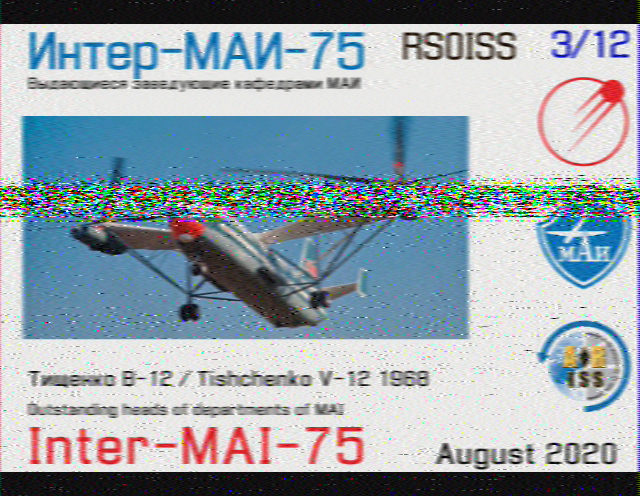 Интер-МАИ-75 RS0ISS 3/12
Выдающиеся заведующие кафедрами МАИ
МАИ
ISS
Тищенко В-12 / Tishchenko V-12 1968
Outstanding heads of departments of MAI
Inter-MAI-75 August 2020